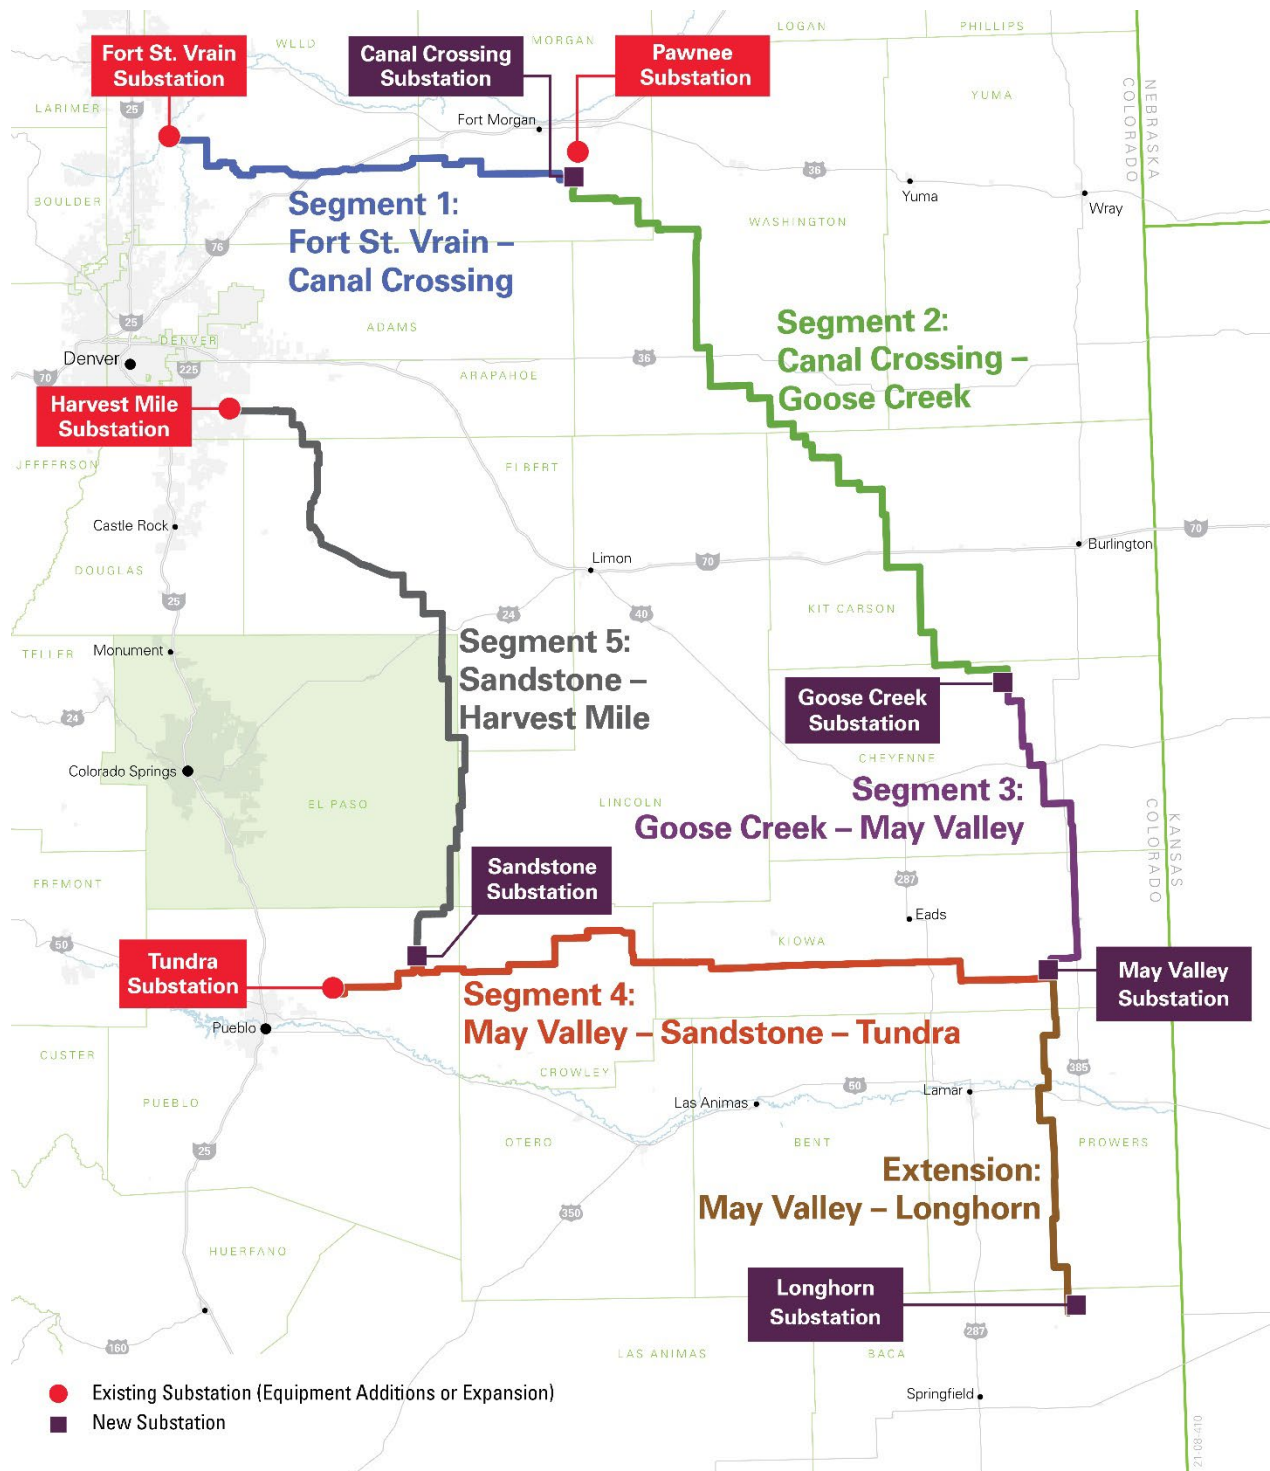 LOGAN
PHILLIPS
WELD
MORGAN
Fort St. Vrain
Substation
Canal Crossing
Substation
Pawnee
Substation
NEBRASKA
COLORADO
YUMA
LARIMER
25
Fort Morgan
36
Yuma
Wray
BOULDER
Segment 1:
Fort St. Vrain –
Canal Crossing
WASHINGTON
76
25
ADAMS
DENVER
Segment 2:
Canal Crossing –
Goose Creek
Denver
36
225
70
ARAPAHOE
Harvest Mile
Substation
JEFFERSON
ELBERT
Castle Rock
70
Burlington
Limon
70
DOUGLAS
25
24
40
KIT CARSON
TELLER
Monument
Segment 5:
Sandstone –
Harvest Mile
Goose Creek
Substation
24
CHEYENNE
Colorado Springs
EL PASO
LINCOLN
Segment 3:
Goose Creek – May Valley
KANSAS
COLORADO
Sandstone
Substation
287
FREMONT
Eads
50
KIOWA
Tundra
Substation
May Valley
Substation
Segment 4:
May Valley – Sandstone – Tundra
Pueblo
CUSTER
CROWLEY
385
50
Lamar
Las Animas
PUEBLO
OTERO
BENT
PROWERS
25
Extension:
May Valley – Longhorn
350
HUERFANO
Longhorn
Substation
287
160
LAS ANIMAS
BACA
Springfield
Existing Substation (Equipment Additions or Expansion)
New Substation
21-08-410